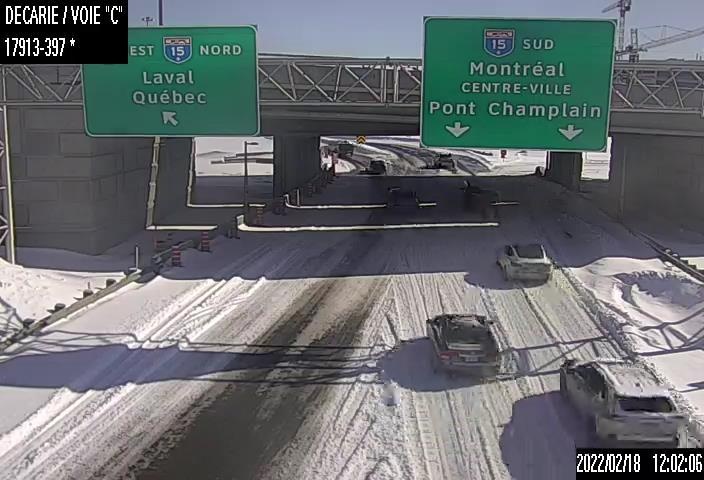 DECARIE / VOIE "C"
17913-397 *
EST 15 NORD
Laval
Québec
15 SUD
Montréal
CENTRE-VILLE
Pont Champlain
2022/02/18 12:02:06